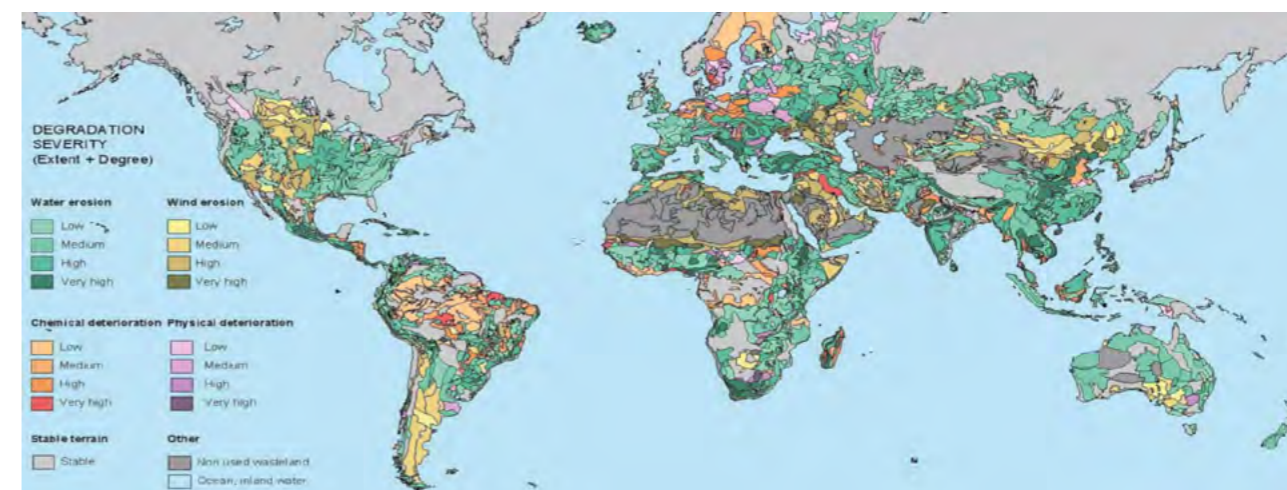 DEGRADATION
SEVERITY
(Extent + Degree)
Water erosion
Low
Medium
High
Very high
Wind erosion
Low
Medium
High
Very high
Chemical deterioration
Low
Medium
High
Very high
Physical deterioration
Low
Medium
High
Very high
Stable terrain
Stable
Other
Non used wasteland
Ocean, inland water